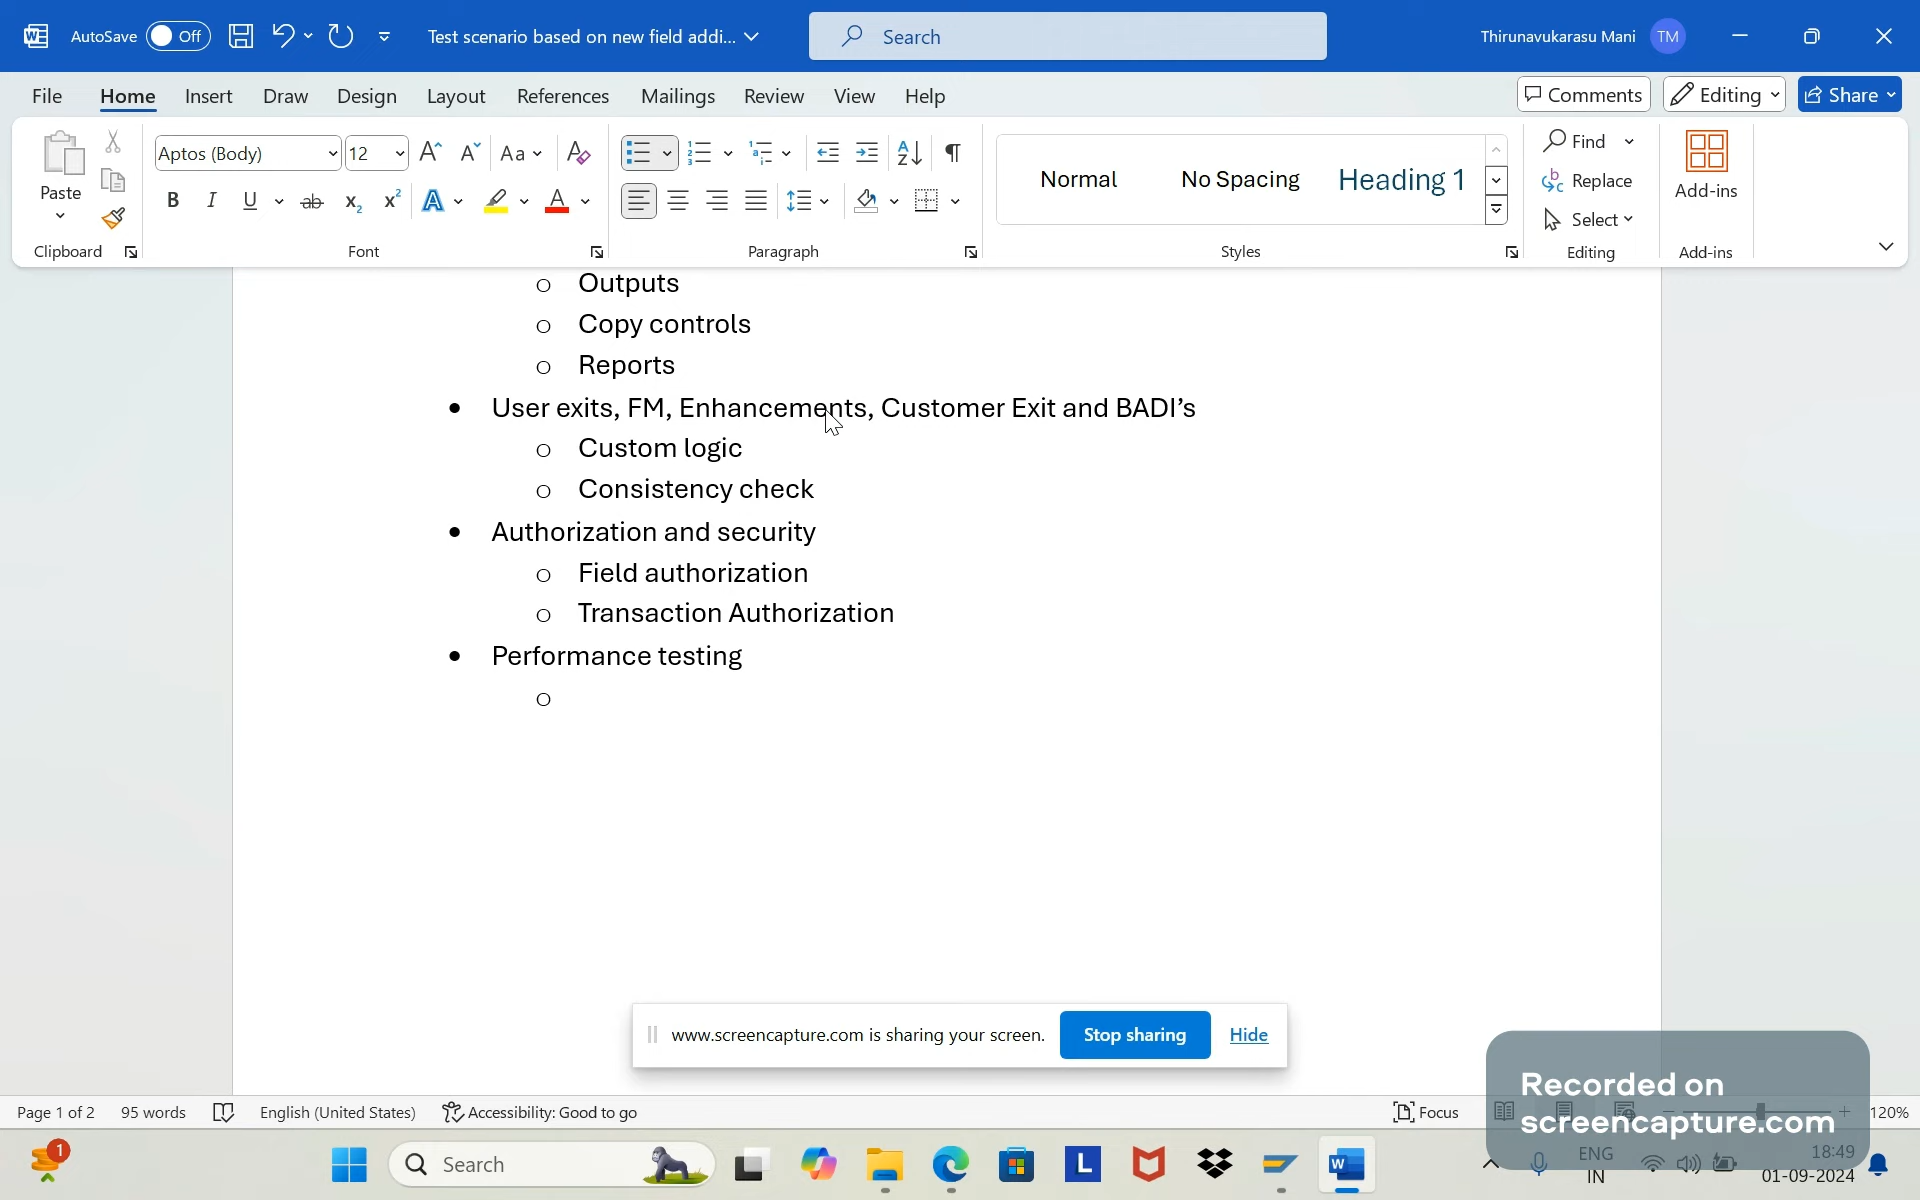 AutoSave Off Test scenario based on new field addi... Search Thirunavukarasu Mani TM
File Home Insert Draw Design Layout References Mailings Review View Help Comments Editing Share
Paste Aptos (Body) 12 Normal No Spacing Heading 1 Find Replace Select Add-ins
Clipboard Font Paragraph Styles Editing Add-ins
o Outputs
o Copy controls
o Reports
• User exits, FM, Enhancements, Customer Exit and BADI’s
o Custom logic
o Consistency check
• Authorization and security
o Field authorization
o Transaction Authorization
• Performance testing
o
www.screencapture.com is sharing your screen. Stop sharing Hide
Recorded on
screencapture.com
Page 1 of 2 95 words English (United States) Accessibility: Good to go Focus 120%
1 Search ENG IN 18:49 01-09-2024